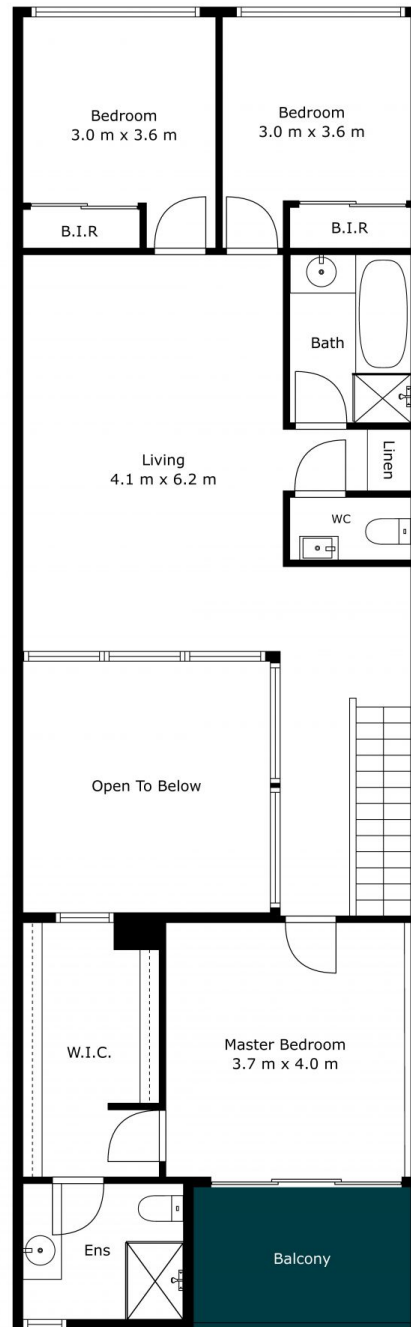 Bedroom
3.0 m x 3.6 m
Bedroom
3.0 m x 3.6 m
B.I.R
B.I.R
Bath
Living
4.1 m x 6.2 m
Linen
WC
Open To Below
W.I.C.
Master Bedroom
3.7 m x 4.0 m
Ens
Balcony